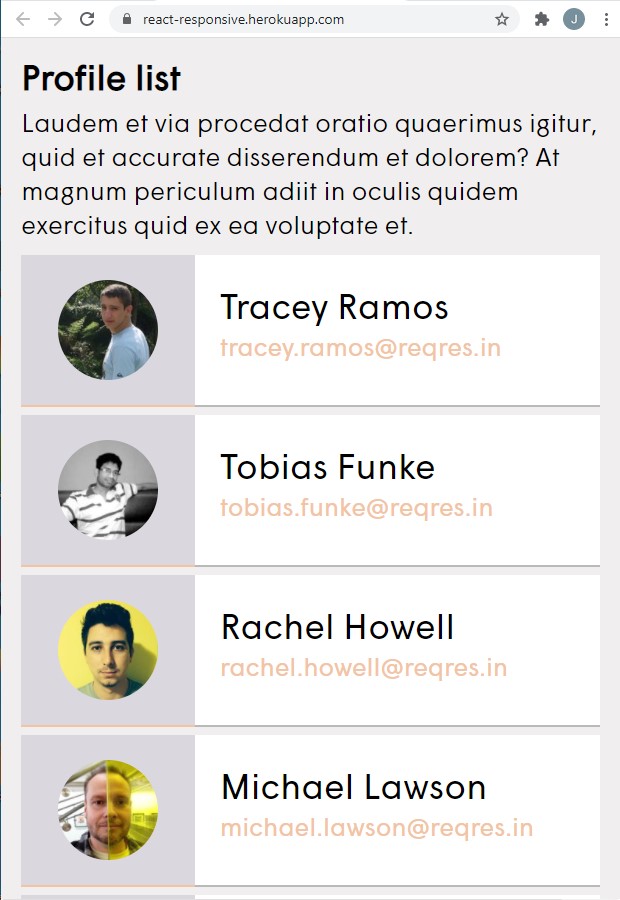 react-responsive.herokuapp.com
J
Profile list
Laudem et via procedat oratio quaerimus igitur,
quid et accurate disserendum et dolorem? At
magnum periculum adiit in oculis quidem
exercitus quid ex ea voluptate et.
Tracey Ramos
tracey.ramos@reqres.in
Tobias Funke
tobias.funke@reqres.in
Rachel Howell
rachel.howell@reqres.in
Michael Lawson
michael.lawson@reqres.in